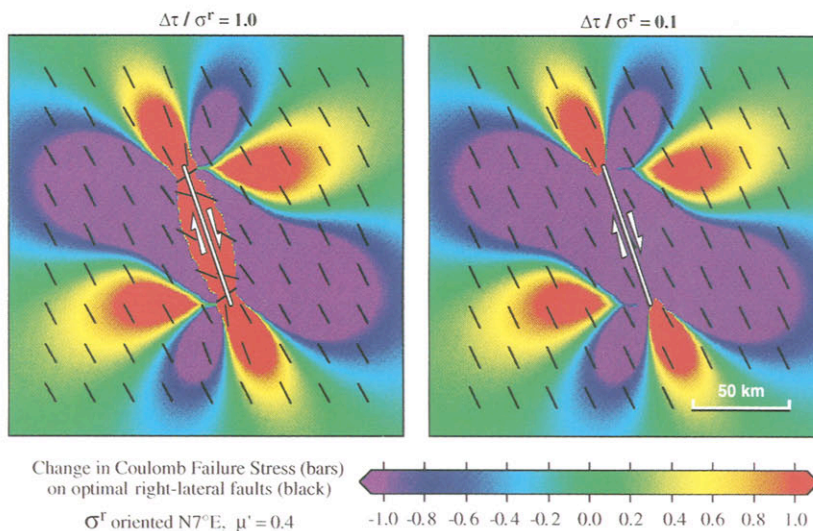 Δτ / σʳ = 1.0
Δτ / σʳ = 0.1
50 km
Change in Coulomb Failure Stress (bars)
on optimal right-lateral faults (black)
σʳ oriented N7°E, μ' = 0.4
-1.0 -0.8 -0.6 -0.4 -0.2 0.0 0.2 0.4 0.6 0.8 1.0